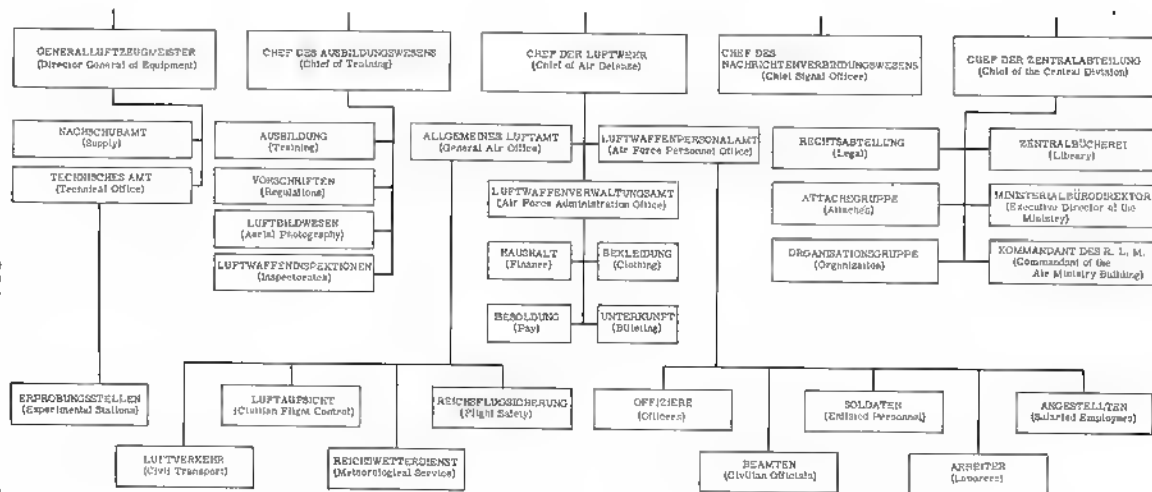 GENERALLUFTZEUGMEISTER
(Director General of Equipment)
CHEF DES AUSBILDUNGSWESENS
(Chief of Training)
CHEF DER LUFTWEHR
(Chief of Air Defense)
CHEF DES
NACHRICHTENVERBINDUNGSWESENS
(Chief Signal Officer)
CHEF DER ZENTRALABTEILUNG
(Chief of the Central Division)
NACHSCHUBAMT
(Supply)
TECHNISCHES AMT
(Technical Office)
AUSBILDUNG
(Training)
VORSCHRIFTEN
(Regulations)
LUFTBILDWESEN
(Aerial Photography)
LUFTWAFFENINSPEKTIONEN
(Inspectorates)
ALLGEMEINER LUFTAMT
(General Air Office)
LUFTWAFFENPERSONALAMT
(Air Force Personnel Office)
LUFTWAFFENVERWALTUNGSAMT
(Air Force Administration Office)
HAUSHALT
(Finance)
BEKLEIDUNG
(Clothing)
BESOLDUNG
(Pay)
UNTERKUNFT
(Billeting)
RECHTSABTEILUNG
(Legal)
ZENTRALBÜCHEREI
(Library)
ATTACHEGRUPPE
(Attaches)
MINISTERIALBÜRODIREKTOR
(Executive Director of the
Ministry)
ORGANISATIONSGRUPPE
(Organization)
KOMMANDANT DES R. L. M.
(Commandant of the
Air Ministry Building)
ERPROBUNGSSTELLEN
(Experimental Stations)
LUFTAUFSICHT
(Civilian Flight Control)
REICHSFLUGSICHERUNG
(Flight Safety)
OFFIZIERE
(Officers)
SOLDATEN
(Enlisted Personnel)
ANGESTELLTEN
(Salaried Employes)
LUFTVERKEHR
(Civil Transport)
REICHSWETTERDIENST
(Meteorological Service)
BEAMTEN
(Civilian Officials)
ARBEITER
(Laborers)